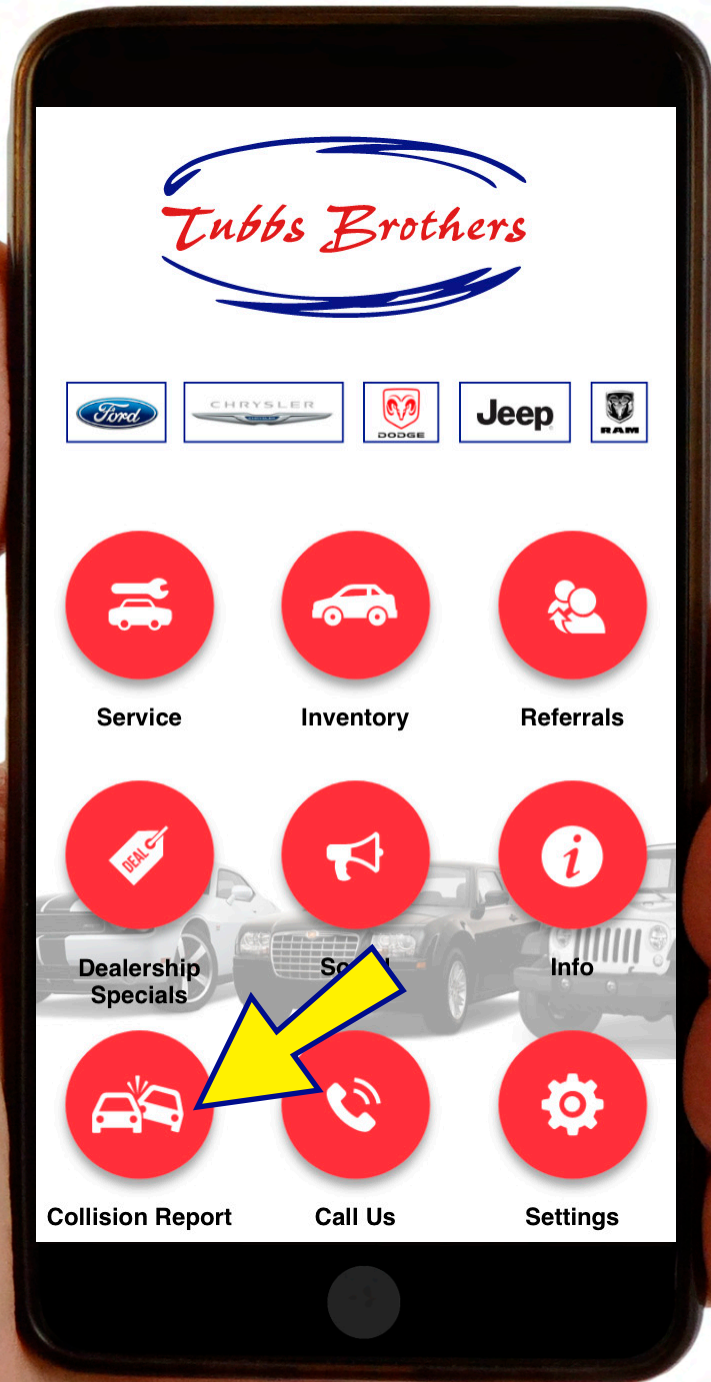 Tubbs Brothers
Ford
CHRYSLER
DODGE
Jeep
RAM
Service
Inventory
Referrals
DEAL
i
Dealership
Specials
Info
Collision Report
Call Us
Settings